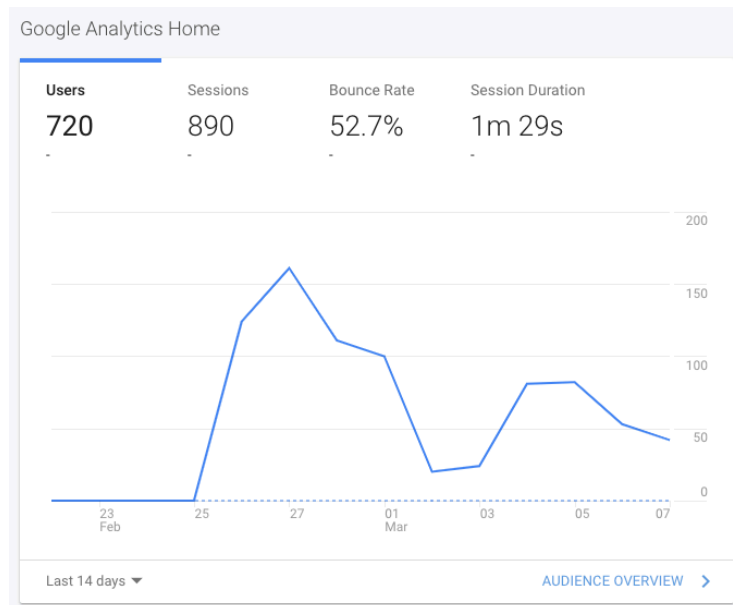 Google Analytics Home
Users Sessions Bounce Rate Session Duration
720 890 52.7% 1m 29s
- - - -
200
150
100
50
0
23 25 27 01 03 05 07
Feb Mar
Last 14 days AUDIENCE OVERVIEW